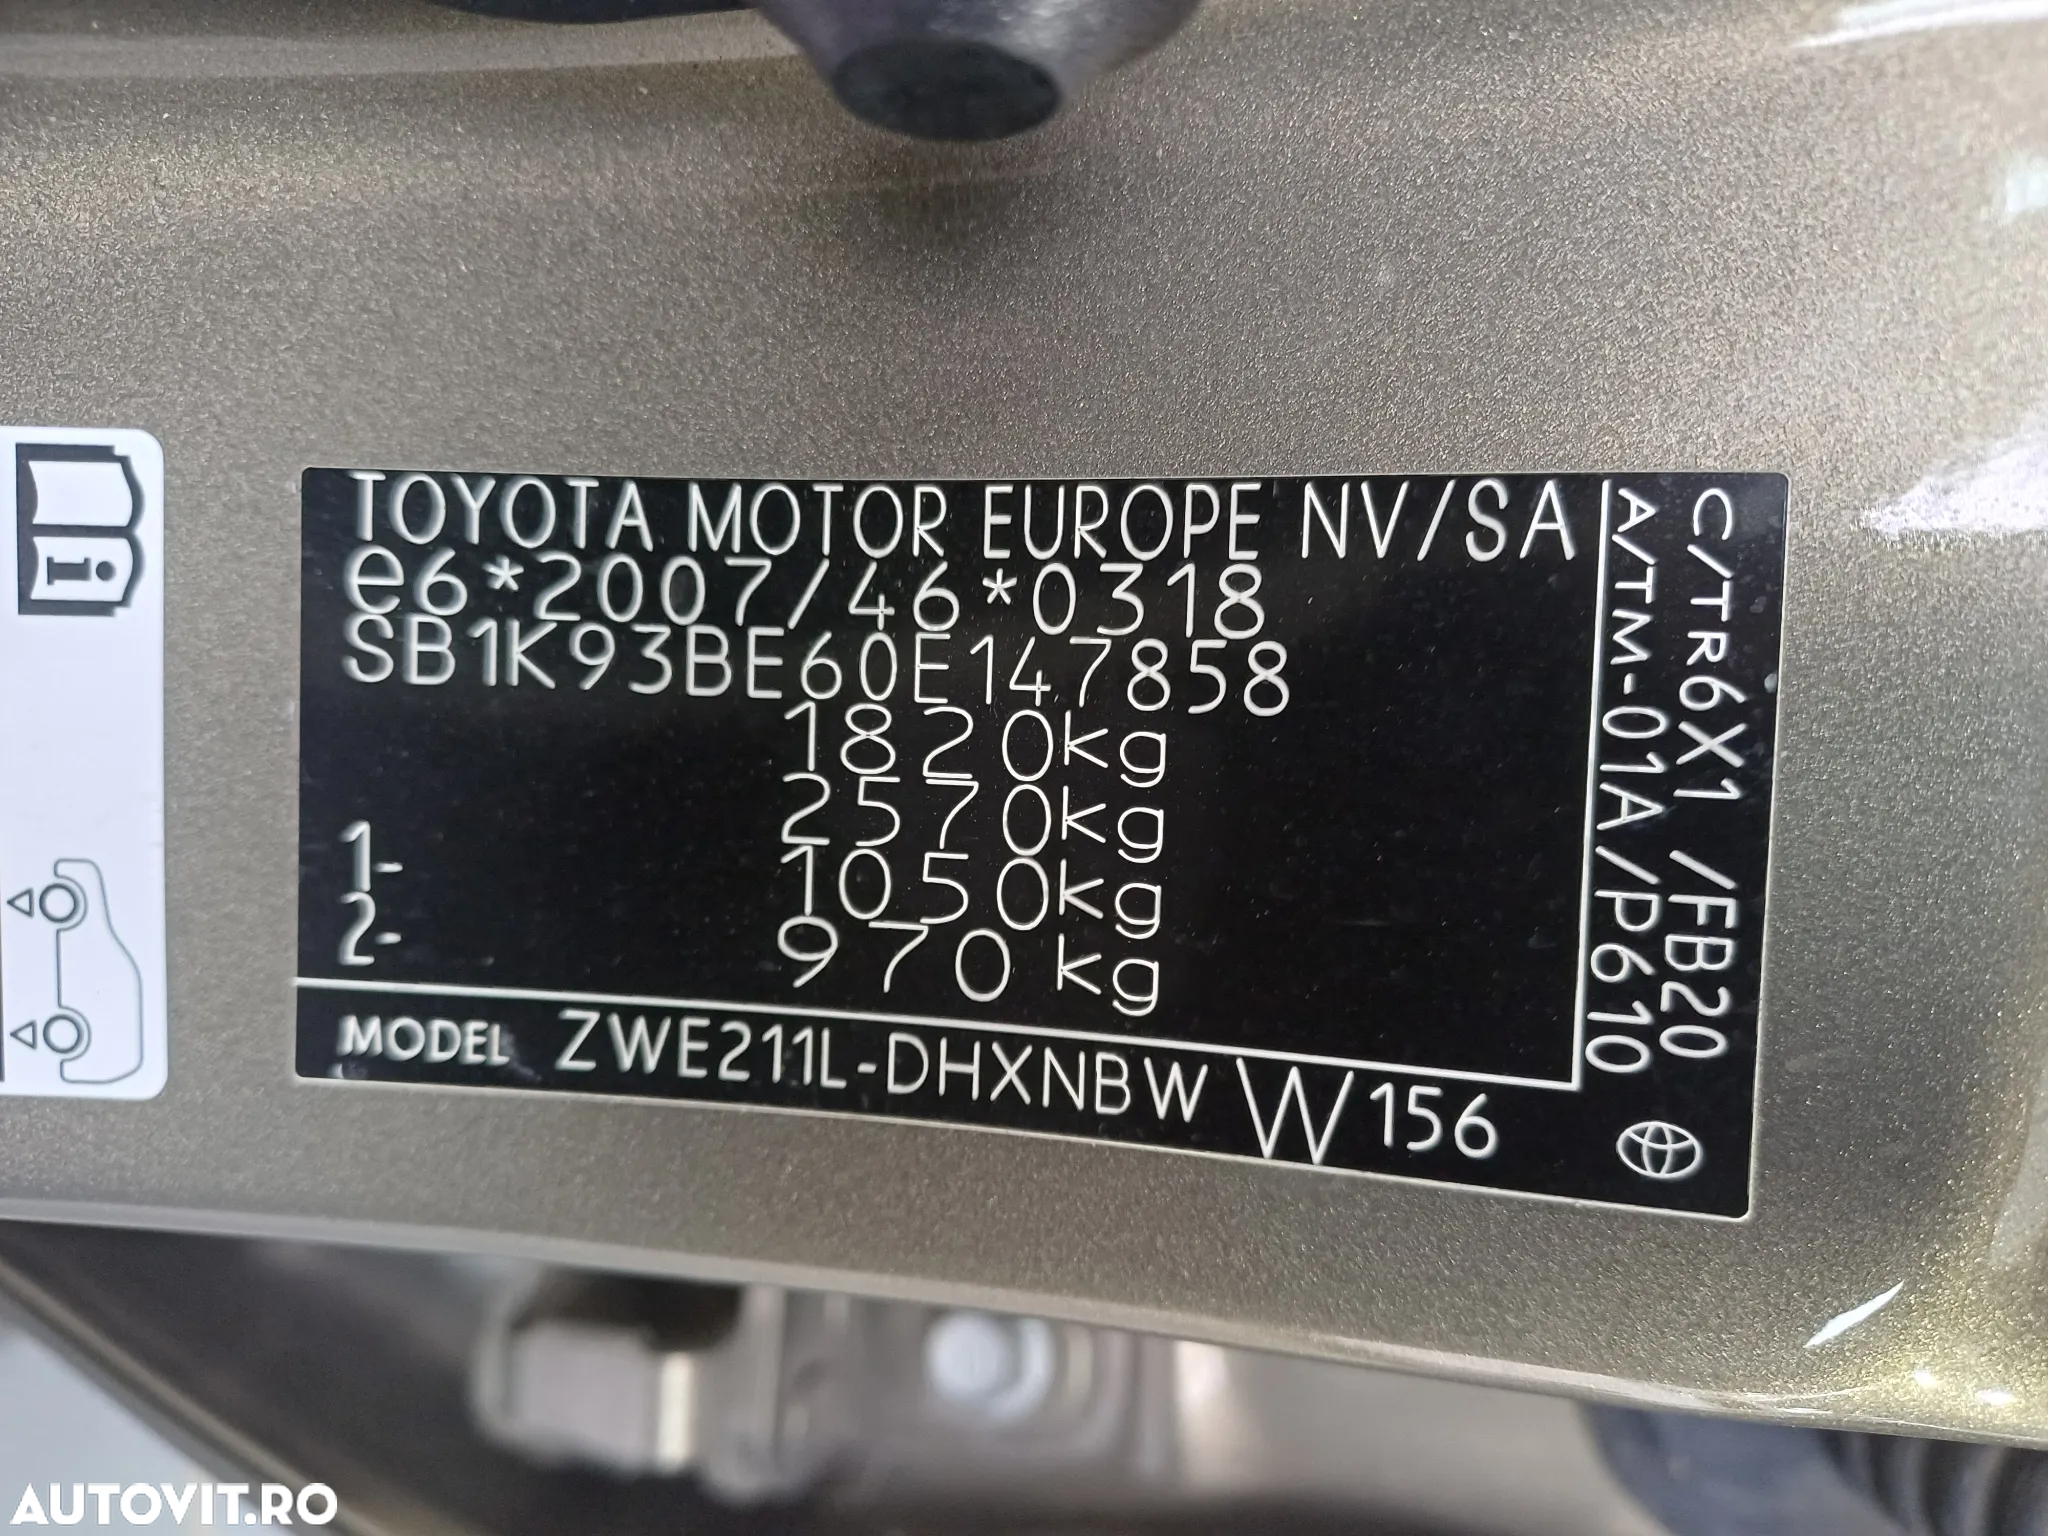 TOYOTA MOTOR EUROPE NV/SA
e6*2007/46*0318
SB1K93BE60E147858
1820kg
2570kg
1- 1050kg
2- 970kg
MODEL ZWE211L-DHXNBW W156
C/TR6X1 /FB20
A/TM-01A/P610
i
AUTOVIT.RO